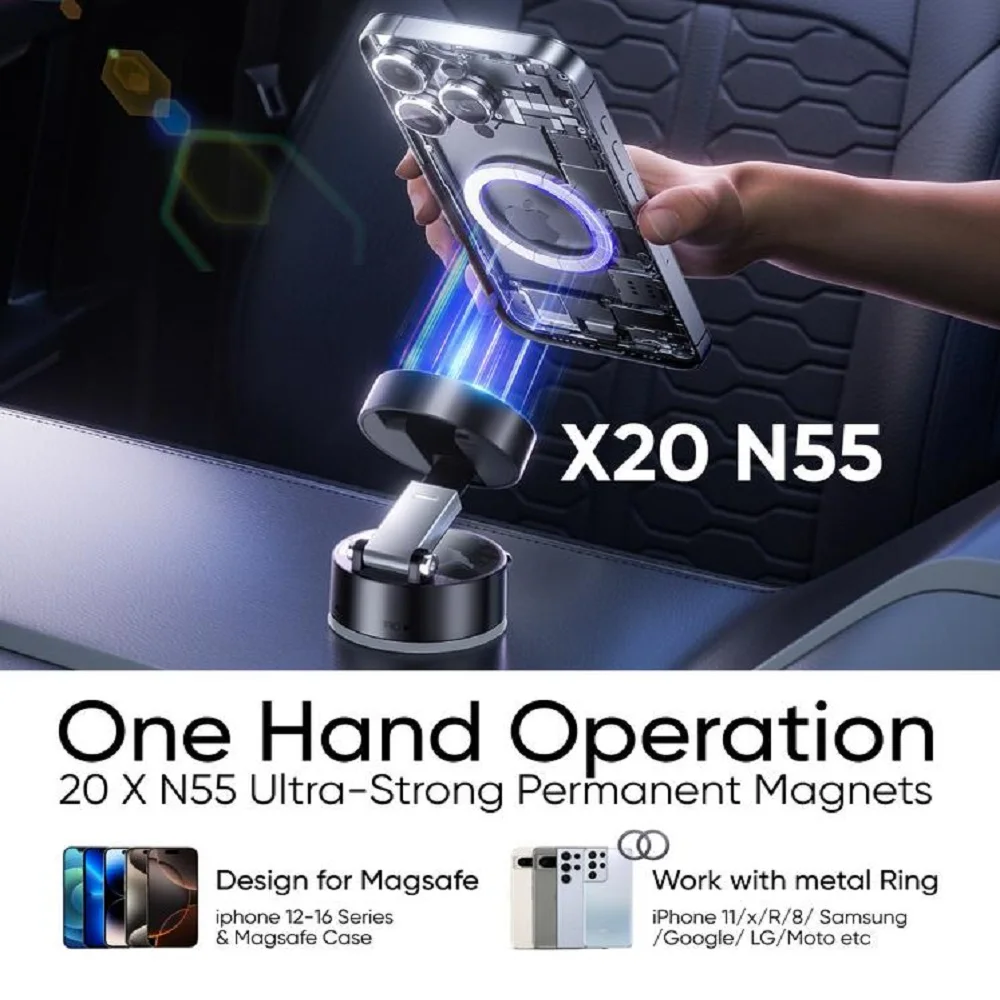 X20 N55
One Hand Operation
20 X N55 Ultra-Strong Permanent Magnets
Design for Magsafe
iphone 12-16 Series
& Magsafe Case
Work with metal Ring
iPhone 11/x/R/8/ Samsung
/Google/ LG/Moto etc